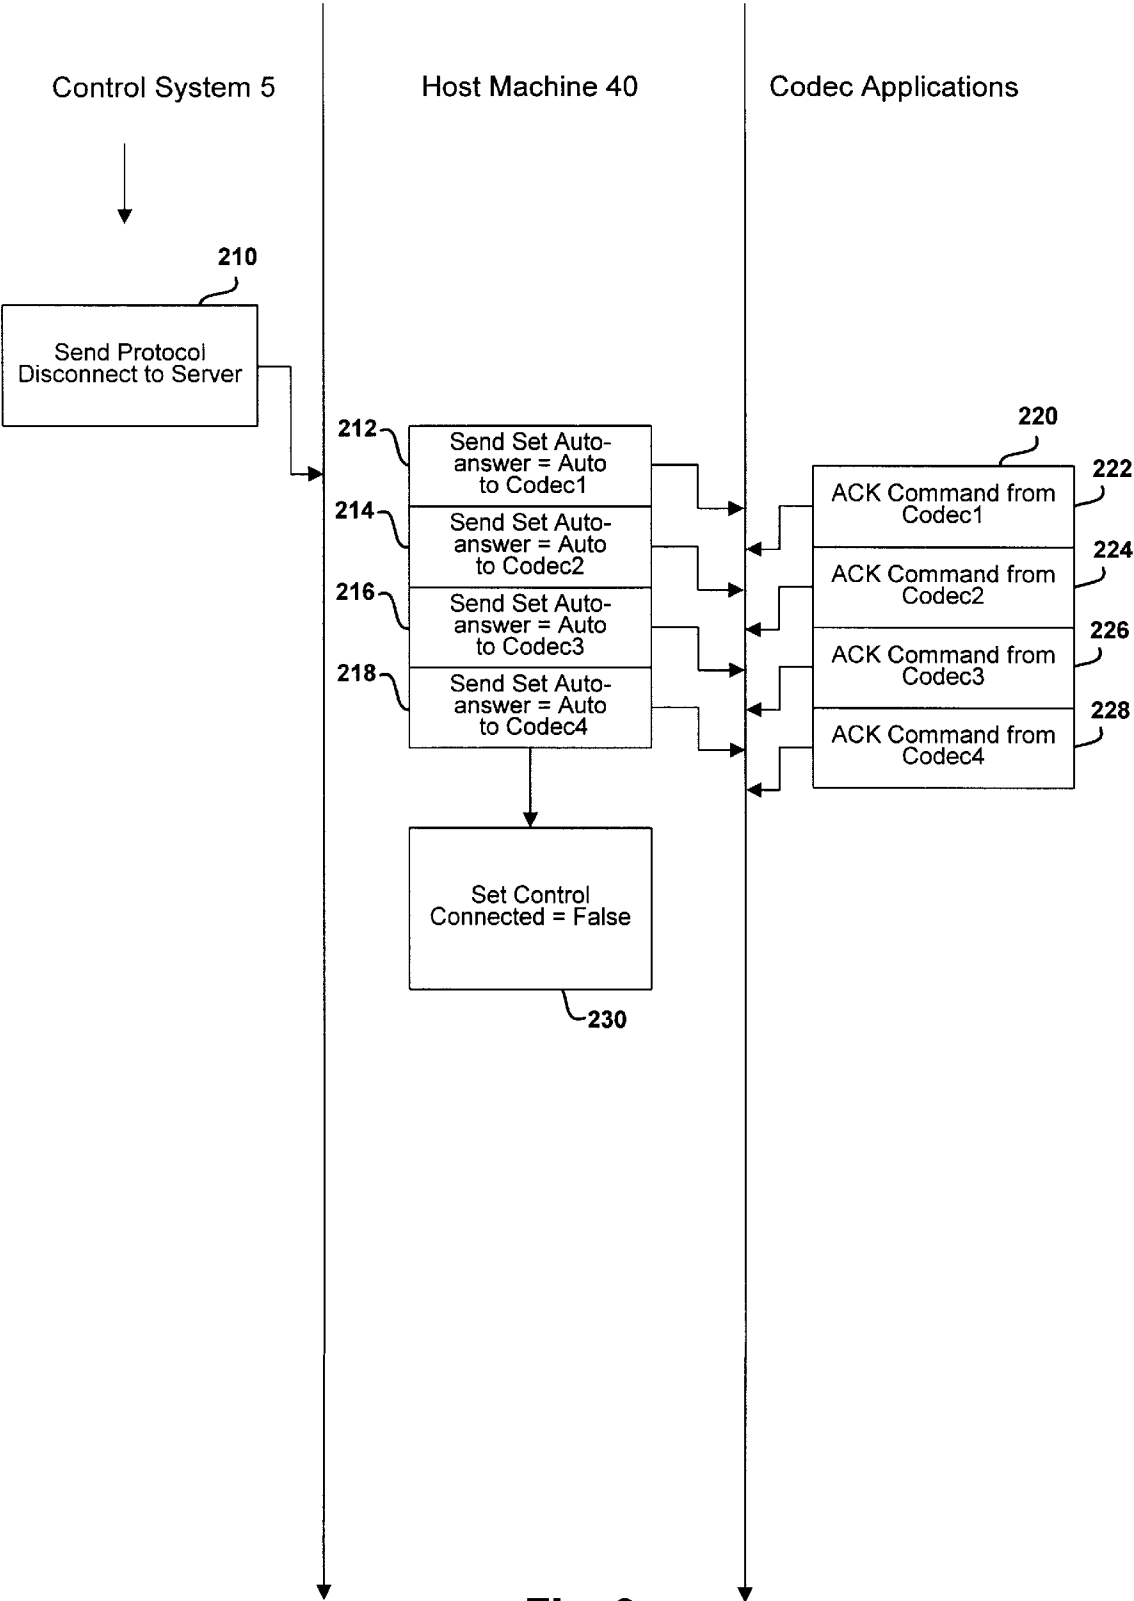 Control System 5
Host Machine 40
Codec Applications
210
Send Protocol
Disconnect to Server
212
Send Set Auto-
answer = Auto
to Codec1
214
Send Set Auto-
answer = Auto
to Codec2
216
Send Set Auto-
answer = Auto
to Codec3
218
Send Set Auto-
answer = Auto
to Codec4
220
222
ACK Command from
Codec1
224
ACK Command from
Codec2
226
ACK Command from
Codec3
228
ACK Command from
Codec4
Set Control
Connected = False
230